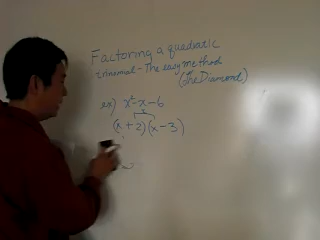 Factoring a quadratic
trinomial - The easy method
(The Diamond)
ex) x²-x-6
x
(x+2)(x-3)